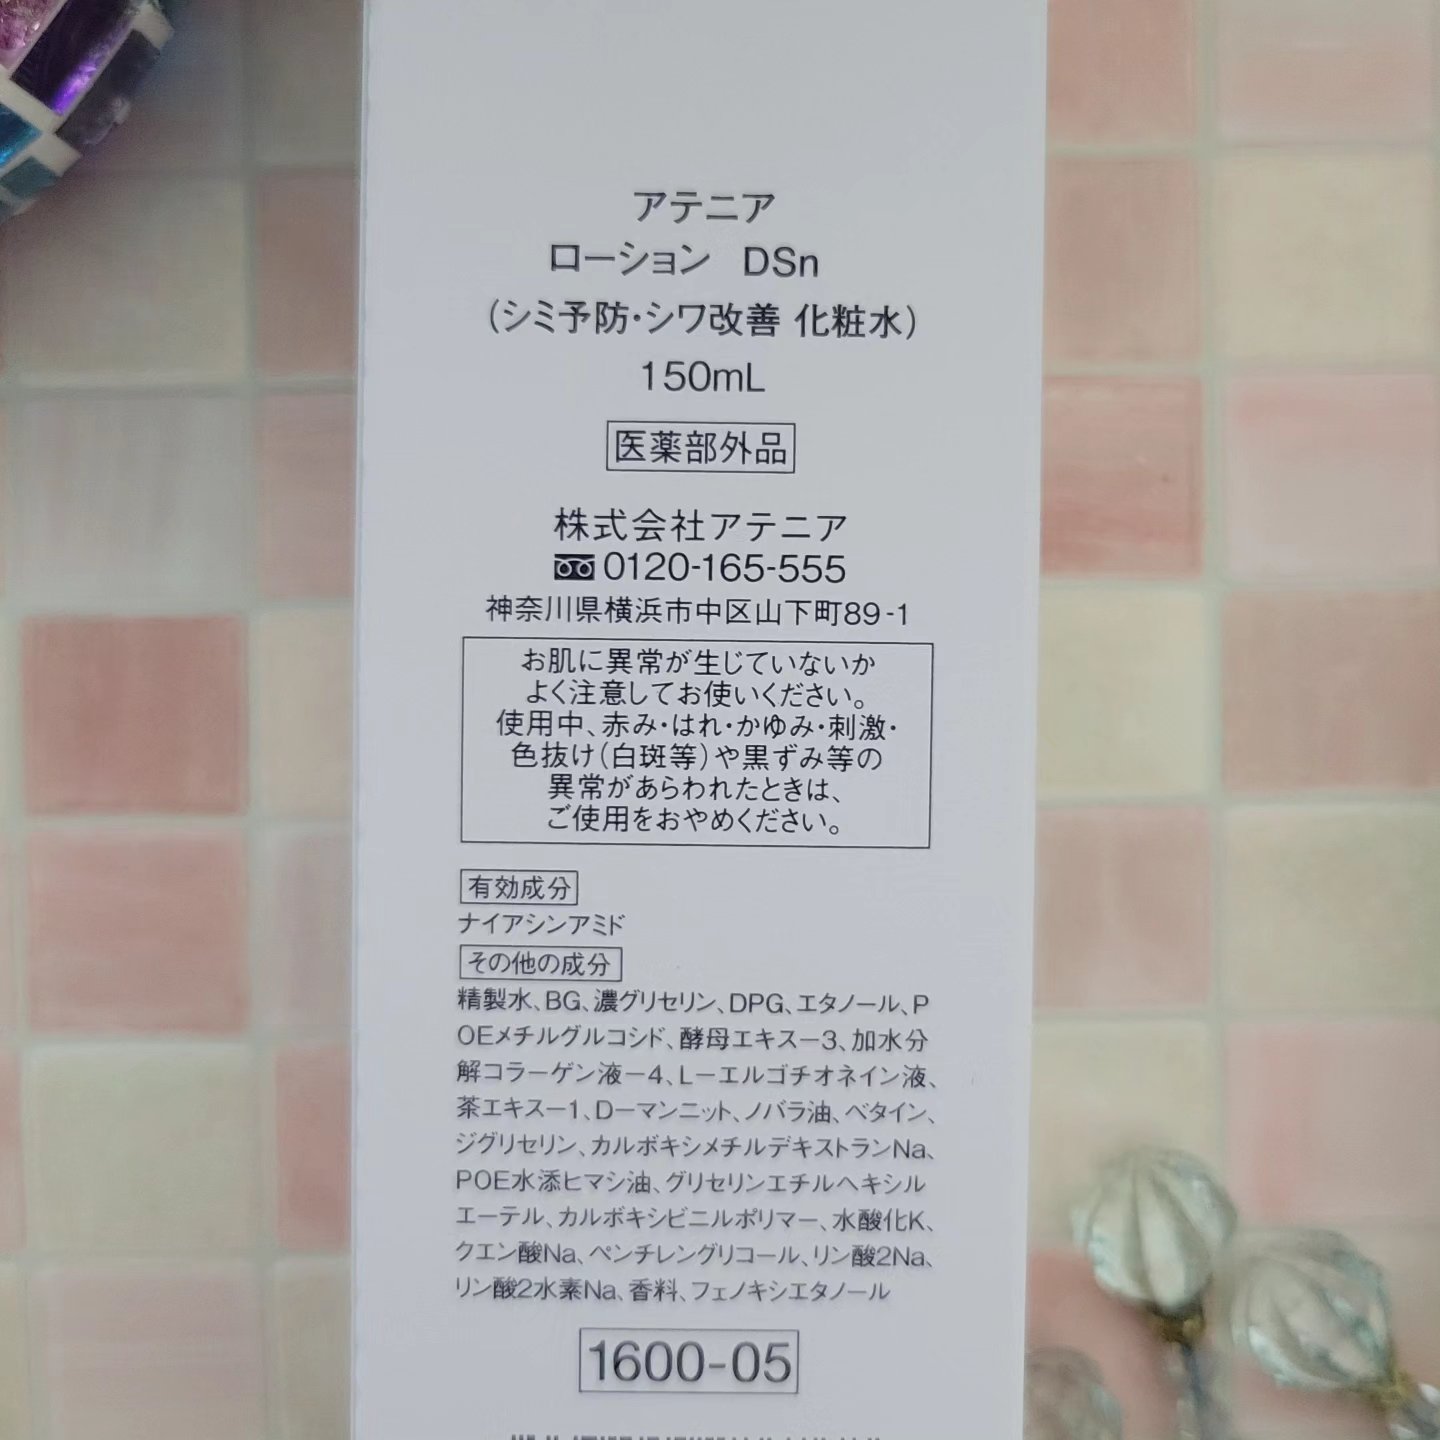 アテニア
ローション DSn
(シミ予防・シワ改善 化粧水)
150mL
医薬部外品
株式会社アテニア
0120-165-555
神奈川県横浜市中区山下町89-1
お肌に異常が生じていないか
よく注意してお使いください。
使用中、赤み・はれ・かゆみ・刺激・
色抜け(白斑等)や黒ずみ等の
異常があらわれたときは、
ご使用をおやめください。
有効成分
ナイアシンアミド
その他の成分
精製水、BG、濃グリセリン、DPG、エタノール、P
OEメチルグルコシド、酵母エキス－3、加水分
解コラーゲン液－4、L－エルゴチオネイン液、
茶エキス－1、D－マンニット、ノバラ油、ベタイン、
ジグリセリン、カルボキシメチルデキストランNa、
POE水添ヒマシ油、グリセリンエチルヘキシル
エーテル、カルボキシビニルポリマー、水酸化K、
クエン酸Na、ペンチレングリコール、リン酸2Na、
リン酸2水素Na、香料、フェノキシエタノール
1600-05